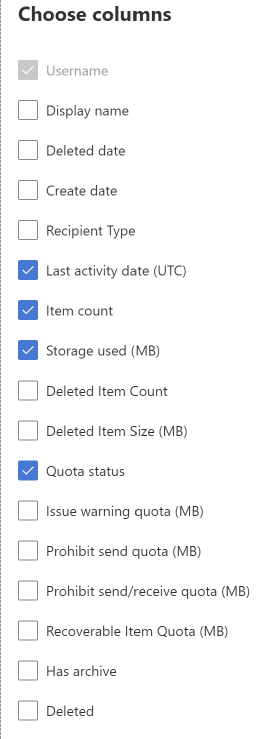 Choose columns
Username
Display name
Deleted date
Create date
Recipient Type
Last activity date (UTC)
Item count
Storage used (MB)
Deleted Item Count
Deleted Item Size (MB)
Quota status
Issue warning quota (MB)
Prohibit send quota (MB)
Prohibit send/receive quota (MB)
Recoverable Item Quota (MB)
Has archive
Deleted